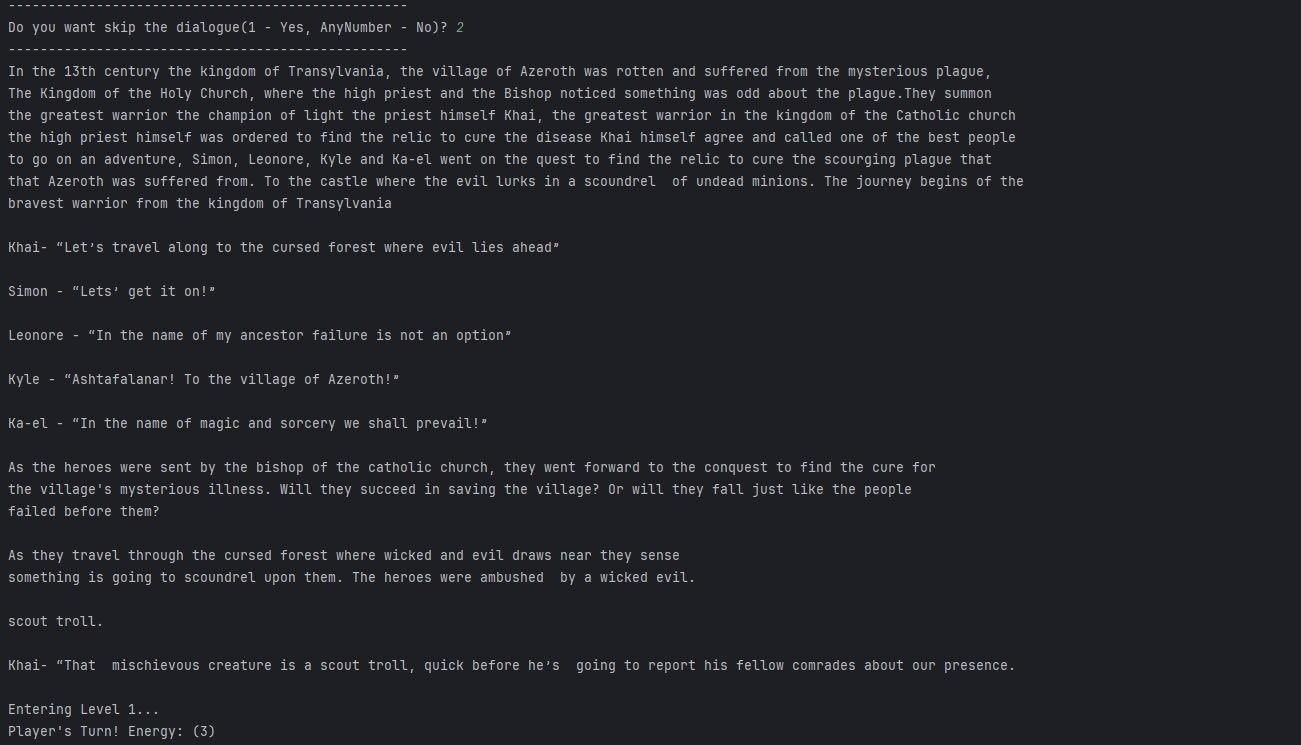 --------------------------------------------------
Do you want skip the dialogue(1 - Yes, AnyNumber - No)? 2
--------------------------------------------------
In the 13th century the kingdom of Transylvania, the village of Azeroth was rotten and suffered from the mysterious plague,
The Kingdom of the Holy Church, where the high priest and the Bishop noticed something was odd about the plague.They summon
the greatest warrior the champion of light the priest himself Khai, the greatest warrior in the kingdom of the Catholic church
the high priest himself was ordered to find the relic to cure the disease Khai himself agree and called one of the best people
to go on an adventure, Simon, Leonore, Kyle and Ka-el went on the quest to find the relic to cure the scourging plague that
that Azeroth was suffered from. To the castle where the evil lurks in a scoundrel  of undead minions. The journey begins of the
bravest warrior from the kingdom of Transylvania
Khai- “Let’s travel along to the cursed forest where evil lies ahead”
Simon - “Lets’ get it on!”
Leonore - “In the name of my ancestor failure is not an option”
Kyle - “Ashtafalanar! To the village of Azeroth!”
Ka-el - “In the name of magic and sorcery we shall prevail!”
As the heroes were sent by the bishop of the catholic church, they went forward to the conquest to find the cure for
the village's mysterious illness. Will they succeed in saving the village? Or will they fall just like the people
failed before them?
As they travel through the cursed forest where wicked and evil draws near they sense
something is going to scoundrel upon them. The heroes were ambushed  by a wicked evil.
scout troll.
Khai- “That  mischievous creature is a scout troll, quick before he’s  going to report his fellow comrades about our presence.
Entering Level 1...
Player's Turn! Energy: (3)